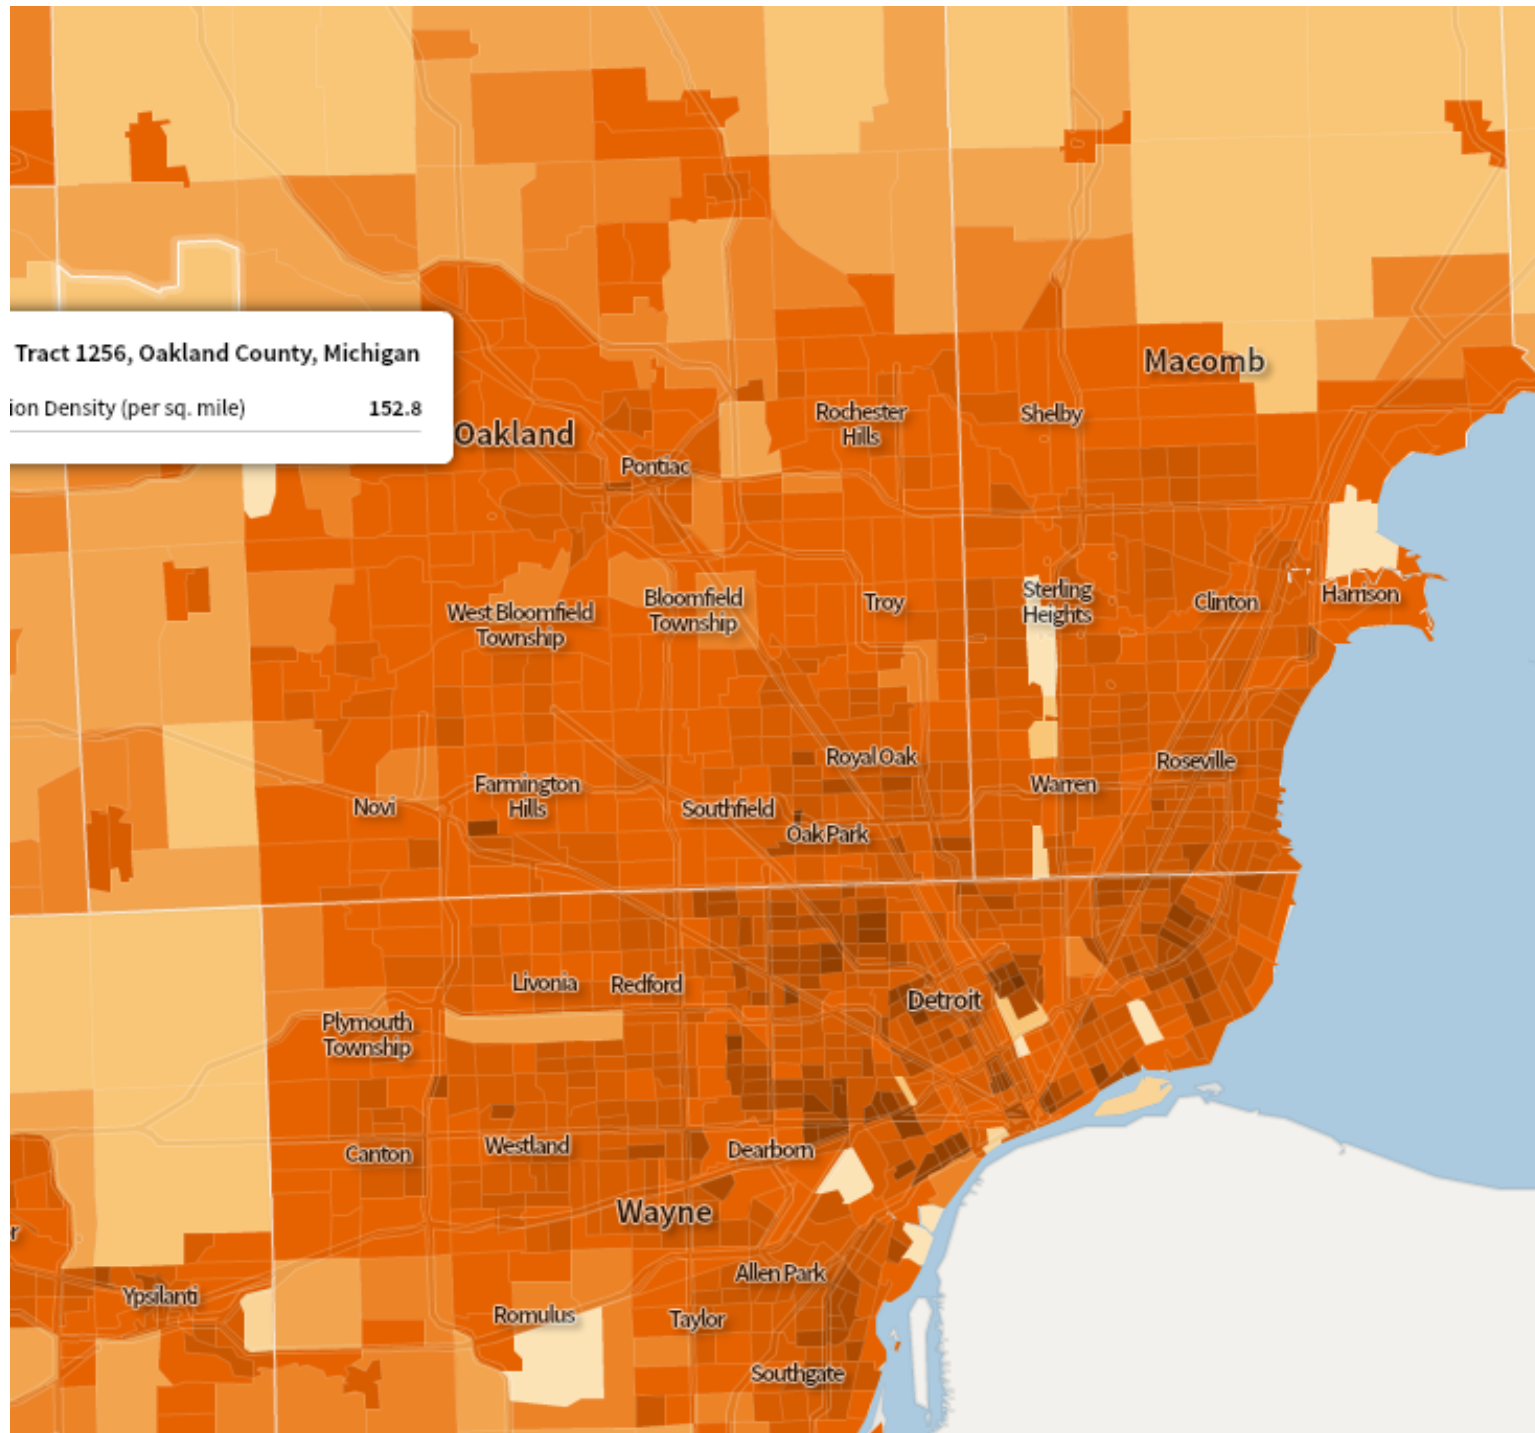 Tract 1256, Oakland County, Michigan
ion Density (per sq. mile) 152.8
Macomb
Rochester
Hills
Shelby
Oakland
Pontiac
Sterling
Heights
Clinton
Harrison
West Bloomfield
Township
Bloomfield
Township
Troy
Royal Oak
Roseville
Warren
Novi
Farmington
Hills
Southfield
Oak Park
Livonia
Redford
Detroit
Plymouth
Township
Canton
Westland
Dearborn
Wayne
r
Allen Park
Ypsilanti
Romulus
Taylor
Southgate